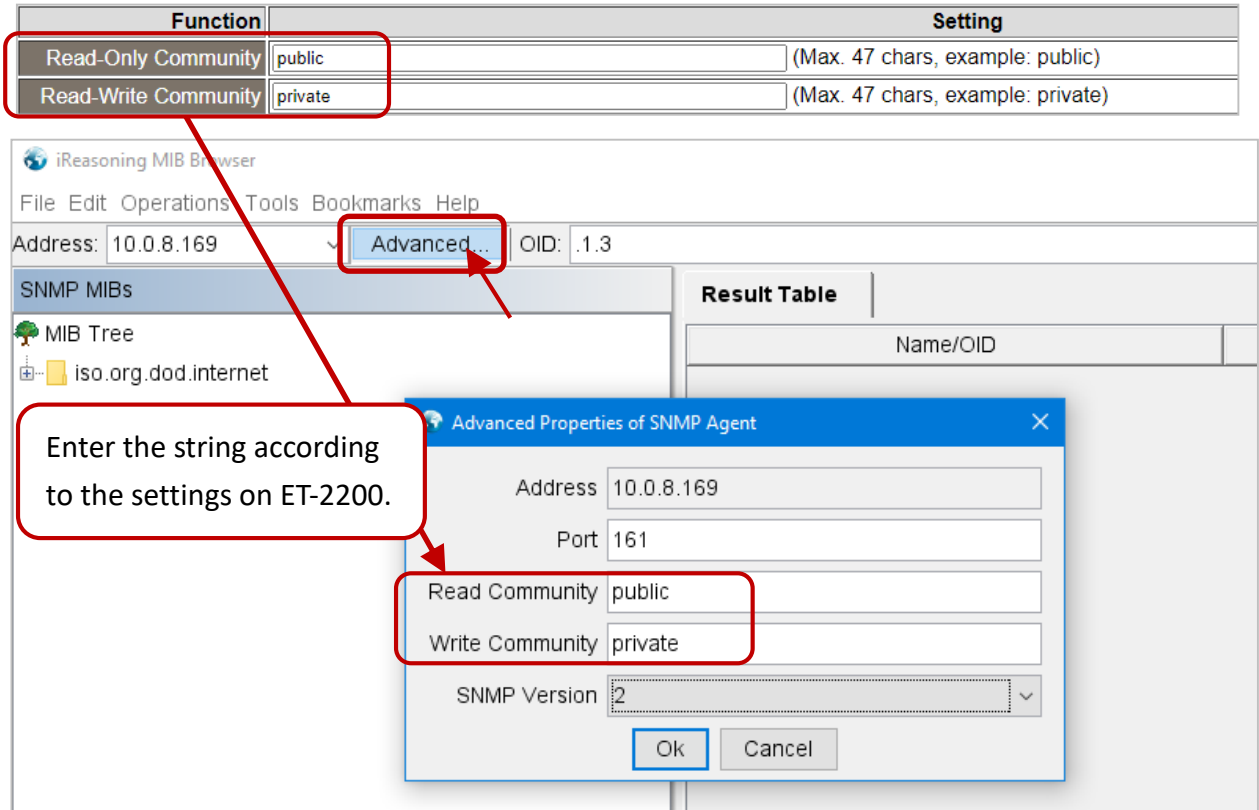 Function Setting
Read-Only Community public (Max. 47 chars, example: public)
Read-Write Community private (Max. 47 chars, example: private)
iReasoning MIB Browser
File Edit Operations Tools Bookmarks Help
Address: 10.0.8.169 Advanced... OID: .1.3
SNMP MIBs
Result Table
MIB Tree
Name/OID
iso.org.dod.internet
Enter the string according
to the settings on ET-2200.
Advanced Properties of SNMP Agent
Address 10.0.8.169
Port 161
Read Community public
Write Community private
SNMP Version 2
Ok Cancel